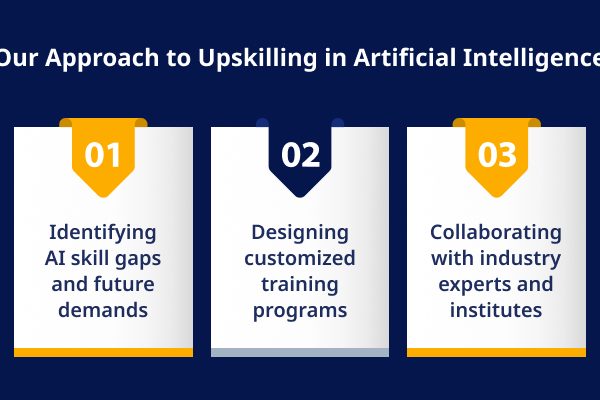 Our Approach to Upskilling in Artificial Intelligence
01
Identifying
AI skill gaps
and future
demands
02
Designing
customized
training
programs
03
Collaborating
with industry
experts and
institutes